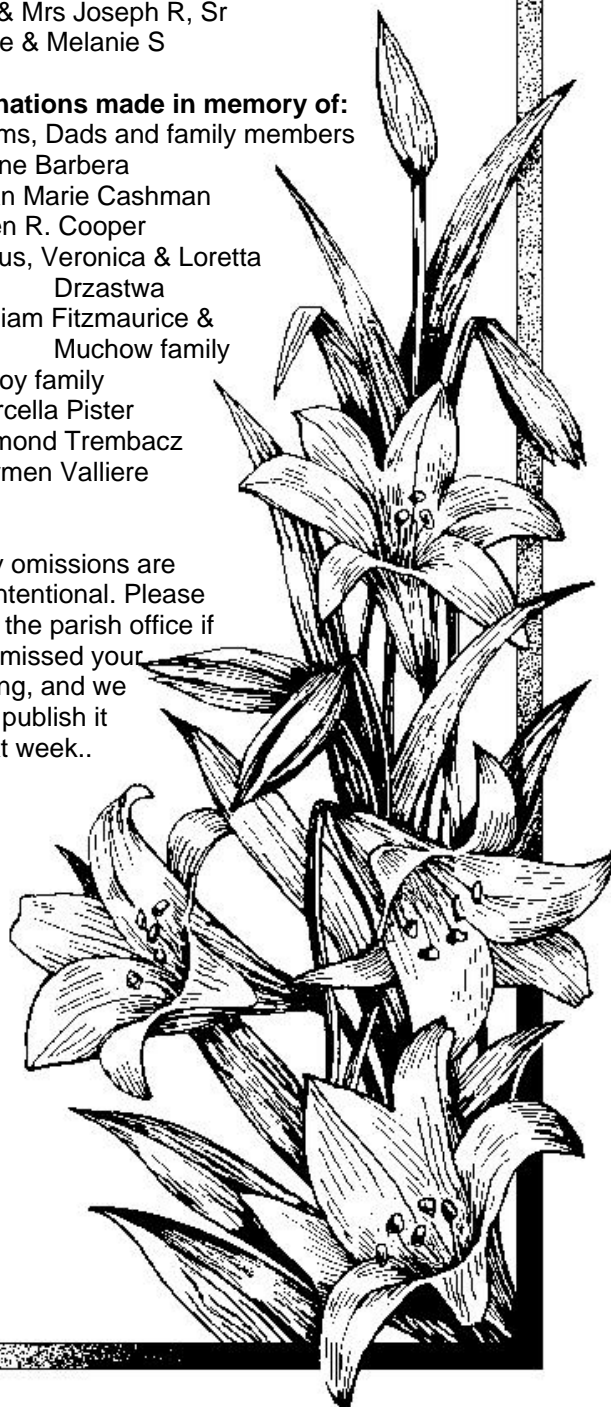 & Mrs Joseph R, Sr
e & Melanie S
nations made in memory of:
ms, Dads and family members
ne Barbera
n Marie Cashman
en R. Cooper
us, Veronica & Loretta
Drzastwa
iam Fitzmaurice &
Muchow family
oy family
rcella Pister
mond Trembacz
rmen Valliere
y omissions are
ntentional. Please
the parish office if
missed your
ng, and we
publish it
t week..